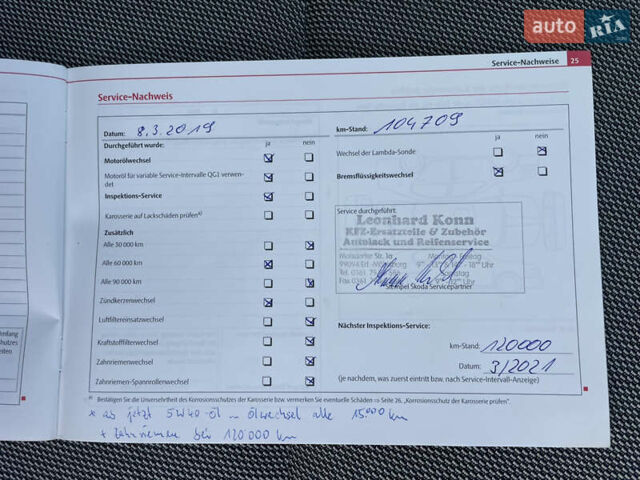 auto RIA
Service-Nachweise 25
Service-Nachweis
Datum: 8.3.2019
km-Stand: 104709
Durchgeführt wurde: ja nein
ja nein
Motorölwechsel
Wechsel der Lambda-Sonde
Motoröl für variable Service-Intervalle QG1 verwen-
det
Bremsflüssigkeitswechsel
Inspektions-Service
Karosserie auf Lackschäden prüfen a)
Service durchgeführt:
Leonhard Konn
KFZ-Ersatzteile & Zubehör
Autolack und Reifenservice
Zusätzlich
Alle 30 000 km
Alle 60 000 km
Alle 90 000 km
Stempel Skoda Servicepartner
Zündkerzenwechsel
Luftfiltereinsatzwechsel
Nächster Inspektions-Service:
Kraftstofffilterwechsel
km-Stand: 120000
Zahnriemenwechsel
Datum: 3/2021
Zahnriemen-Spannrollenwechsel
(je nachdem, was zuerst eintritt bzw. nach Service-Intervall-Anzeige)
a) Bestätigen Sie die Unversehrtheit des Korrosionsschutzes der Karosserie bzw. vermerken Sie eventuelle Schäden ⇒ Seite 26, „Korrosionsschutz der Karosserie prüfen".
* ab jetzt 5W40-Öl – Ölwechsel alle 15000 km
* Zahnriemen bei 120000 km